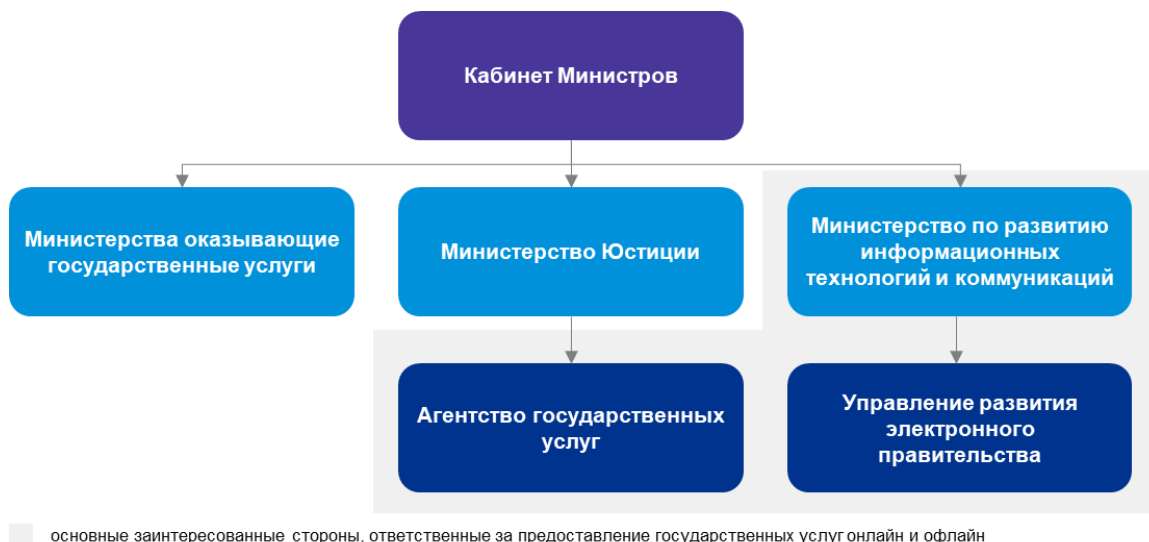 Кабинет Министров
Министерства оказывающие
государственные услуги
Министерство Юстиции
Министерство по развитию
информационных
технологий и коммуникаций
Агентство государственных
услуг
Управление развития
электронного
правительства
основные заинтересованные стороны, ответственные за предоставление государственных услуг онлайн и офлайн